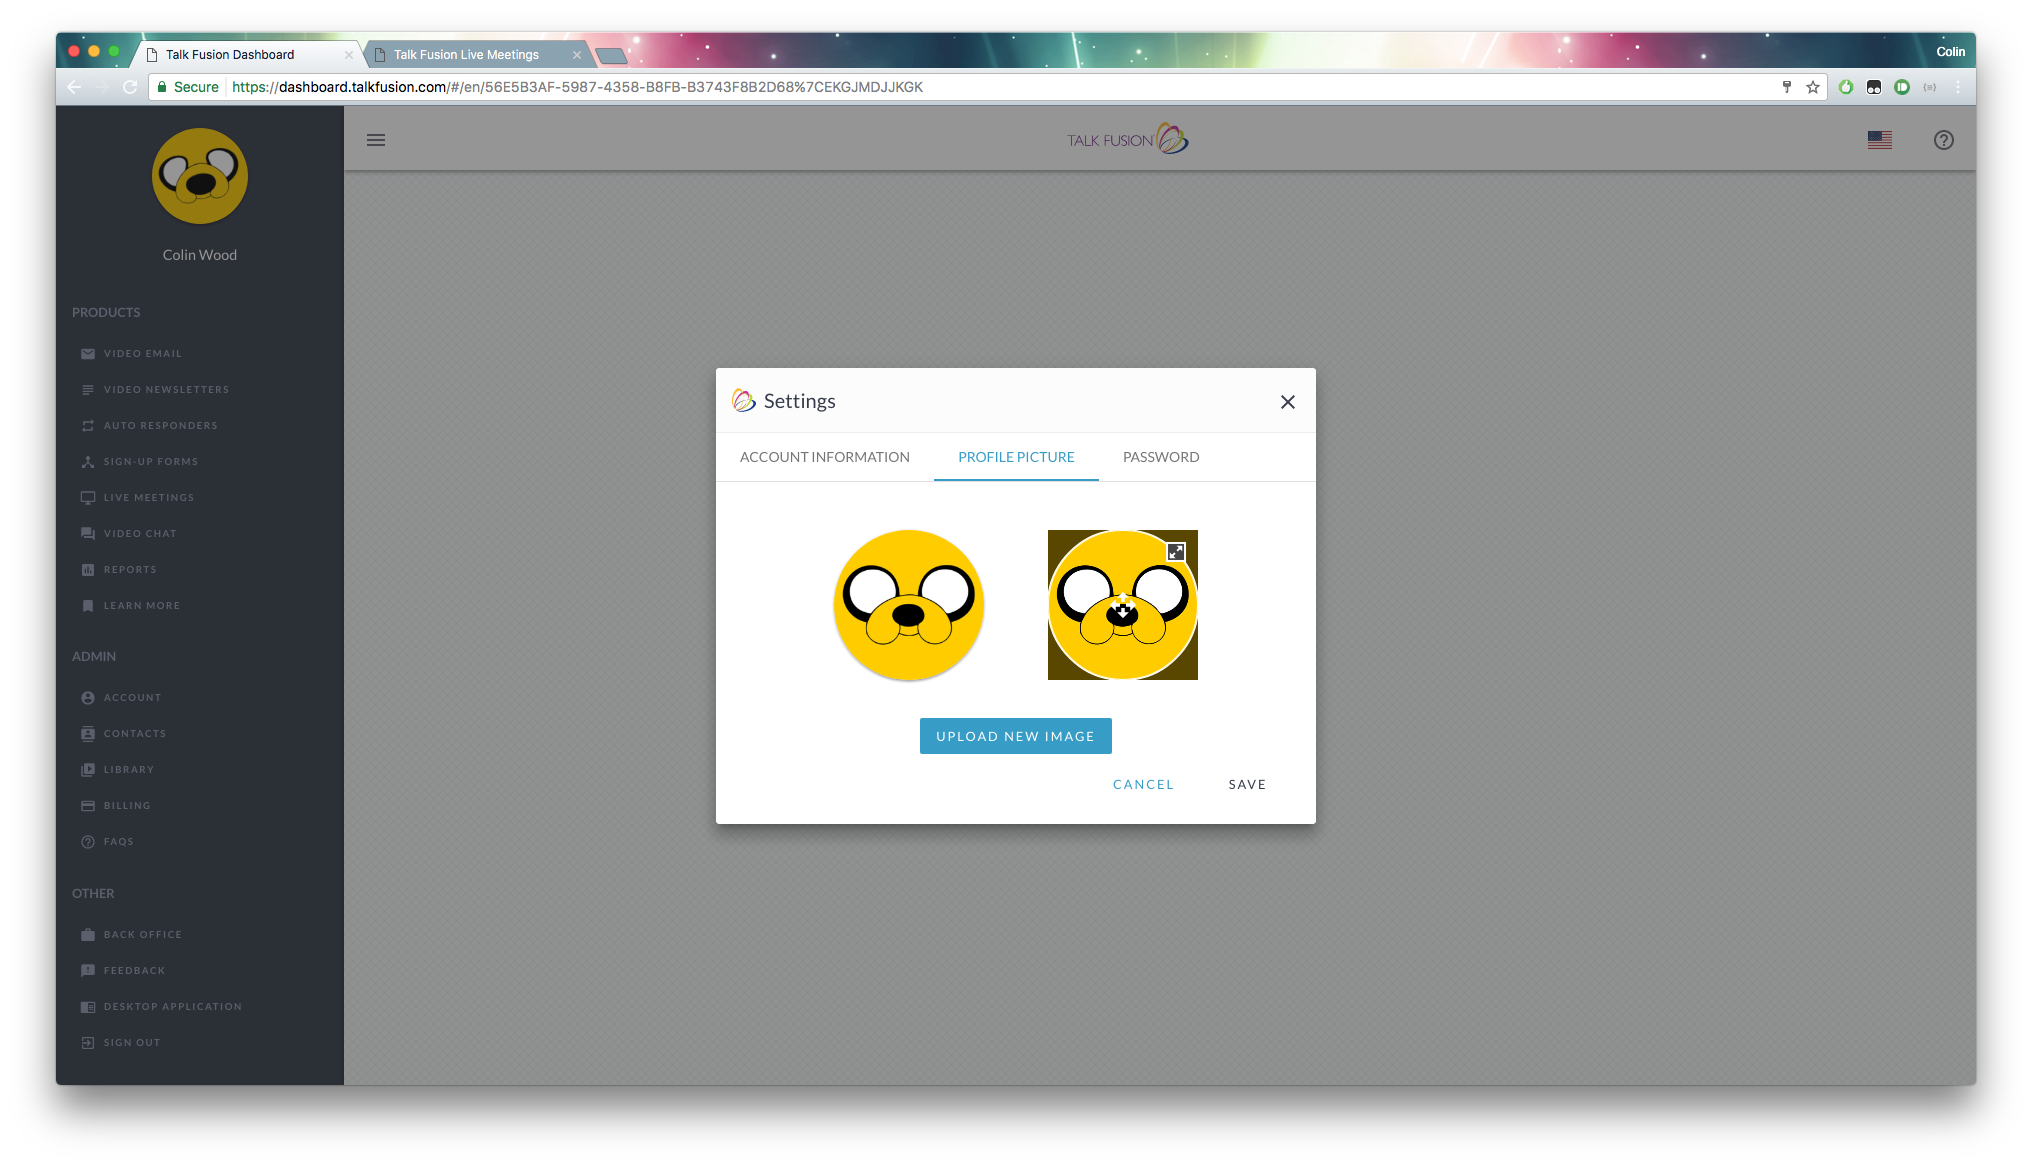 Talk Fusion Dashboard
Talk Fusion Live Meetings
Colin
Secure
https://dashboard.talkfusion.com/#/en/56E5B3AF-5987-4358-B8FB-B3743F8B2D68%7CEKGJMDJJKGK
TALK FUSION
Colin Wood
PRODUCTS
VIDEO EMAIL
VIDEO NEWSLETTERS
AUTO RESPONDERS
SIGN-UP FORMS
LIVE MEETINGS
VIDEO CHAT
REPORTS
LEARN MORE
ADMIN
ACCOUNT
CONTACTS
LIBRARY
BILLING
FAQS
OTHER
BACK OFFICE
FEEDBACK
DESKTOP APPLICATION
SIGN OUT
Settings
ACCOUNT INFORMATION
PROFILE PICTURE
PASSWORD
UPLOAD NEW IMAGE
CANCEL
SAVE